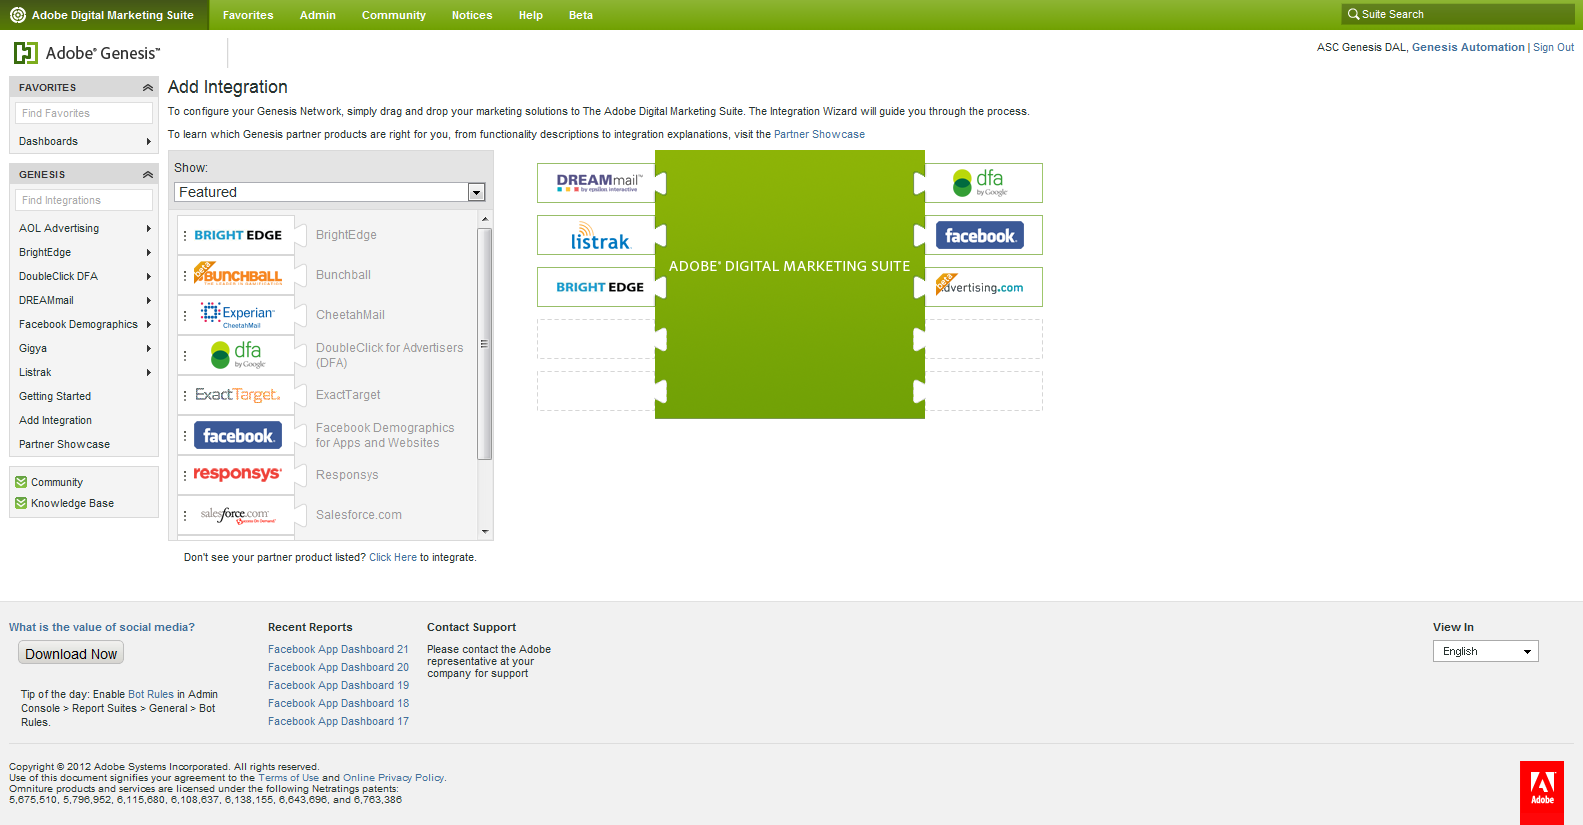 Adobe Digital Marketing Suite Favorites Admin Community Notices Help Beta Suite Search
Adobe® Genesis™
ASC Genesis DAL, Genesis Automation | Sign Out
FAVORITES
Find Favorites
Dashboards
GENESIS
Find Integrations
AOL Advertising
BrightEdge
DoubleClick DFA
DREAMmail
Facebook Demographics
Gigya
Listrak
Getting Started
Add Integration
Partner Showcase
Community
Knowledge Base
Add Integration
To configure your Genesis Network, simply drag and drop your marketing solutions to The Adobe Digital Marketing Suite. The Integration Wizard will guide you through the process.
To learn which Genesis partner products are right for you, from functionality descriptions to integration explanations, visit the Partner Showcase
Show:
Featured
BRIGHT EDGE BrightEdge
beta BUNCHBALL Bunchball
THE LEADER IN GAMIFICATION
Experian™ CheetahMail
CheetahMail
dfa DoubleClick for Advertisers
by Google (DFA)
ExactTarget. ExactTarget
facebook. Facebook Demographics
for Apps and Websites
responsys® Responsys
salesforce.com® Salesforce.com
Success On Demand®
Don't see your partner product listed? Click Here to integrate.
DREAMmail™
by epsilon interactive
listrak.
BRIGHT EDGE
ADOBE® DIGITAL MARKETING SUITE
dfa
by Google
facebook.
beta
advertising.com
What is the value of social media?
Download Now
Tip of the day: Enable Bot Rules in Admin
Console > Report Suites > General > Bot
Rules.
Recent Reports
Facebook App Dashboard 21
Facebook App Dashboard 20
Facebook App Dashboard 19
Facebook App Dashboard 18
Facebook App Dashboard 17
Contact Support
Please contact the Adobe
representative at your
company for support
View In
English
Copyright © 2012 Adobe Systems Incorporated. All rights reserved.
Use of this document signifies your agreement to the Terms of Use and Online Privacy Policy.
Omniture products and services are licensed under the following Netratings patents:
5,675,510, 5,796,952, 6,115,680, 6,108,637, 6,138,155, 6,643,696, and 6,763,386
Adobe